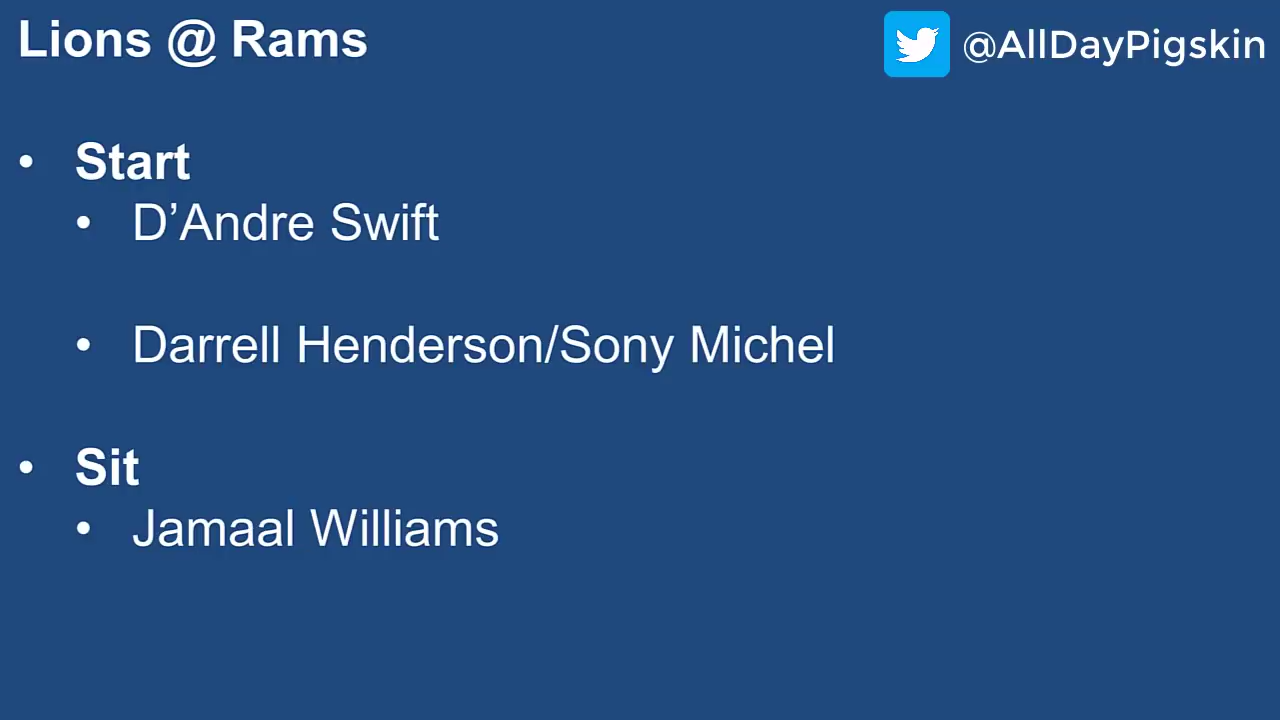 Lions @ Rams
@AllDayPigskin
• Start
• D’Andre Swift
• Darrell Henderson/Sony Michel
• Sit
• Jamaal Williams